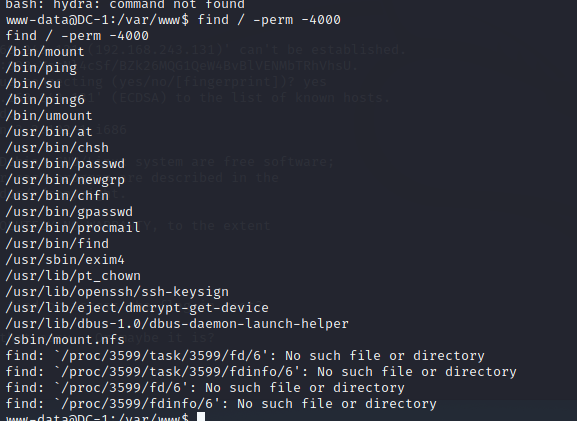 bash: hydra: command not found
www-data@DC-1:/var/www$ find / -perm -4000
find / -perm -4000
/bin/mount
/bin/ping
/bin/su
/bin/ping6
/bin/umount
/usr/bin/at
/usr/bin/chsh
/usr/bin/passwd
/usr/bin/newgrp
/usr/bin/chfn
/usr/bin/gpasswd
/usr/bin/procmail
/usr/bin/find
/usr/sbin/exim4
/usr/lib/pt_chown
/usr/lib/openssh/ssh-keysign
/usr/lib/eject/dmcrypt-get-device
/usr/lib/dbus-1.0/dbus-daemon-launch-helper
/sbin/mount.nfs
find: `/proc/3599/task/3599/fd/6': No such file or directory
find: `/proc/3599/task/3599/fdinfo/6': No such file or directory
find: `/proc/3599/fd/6': No such file or directory
find: `/proc/3599/fdinfo/6': No such file or directory
www-data@DC-1:/var/www$